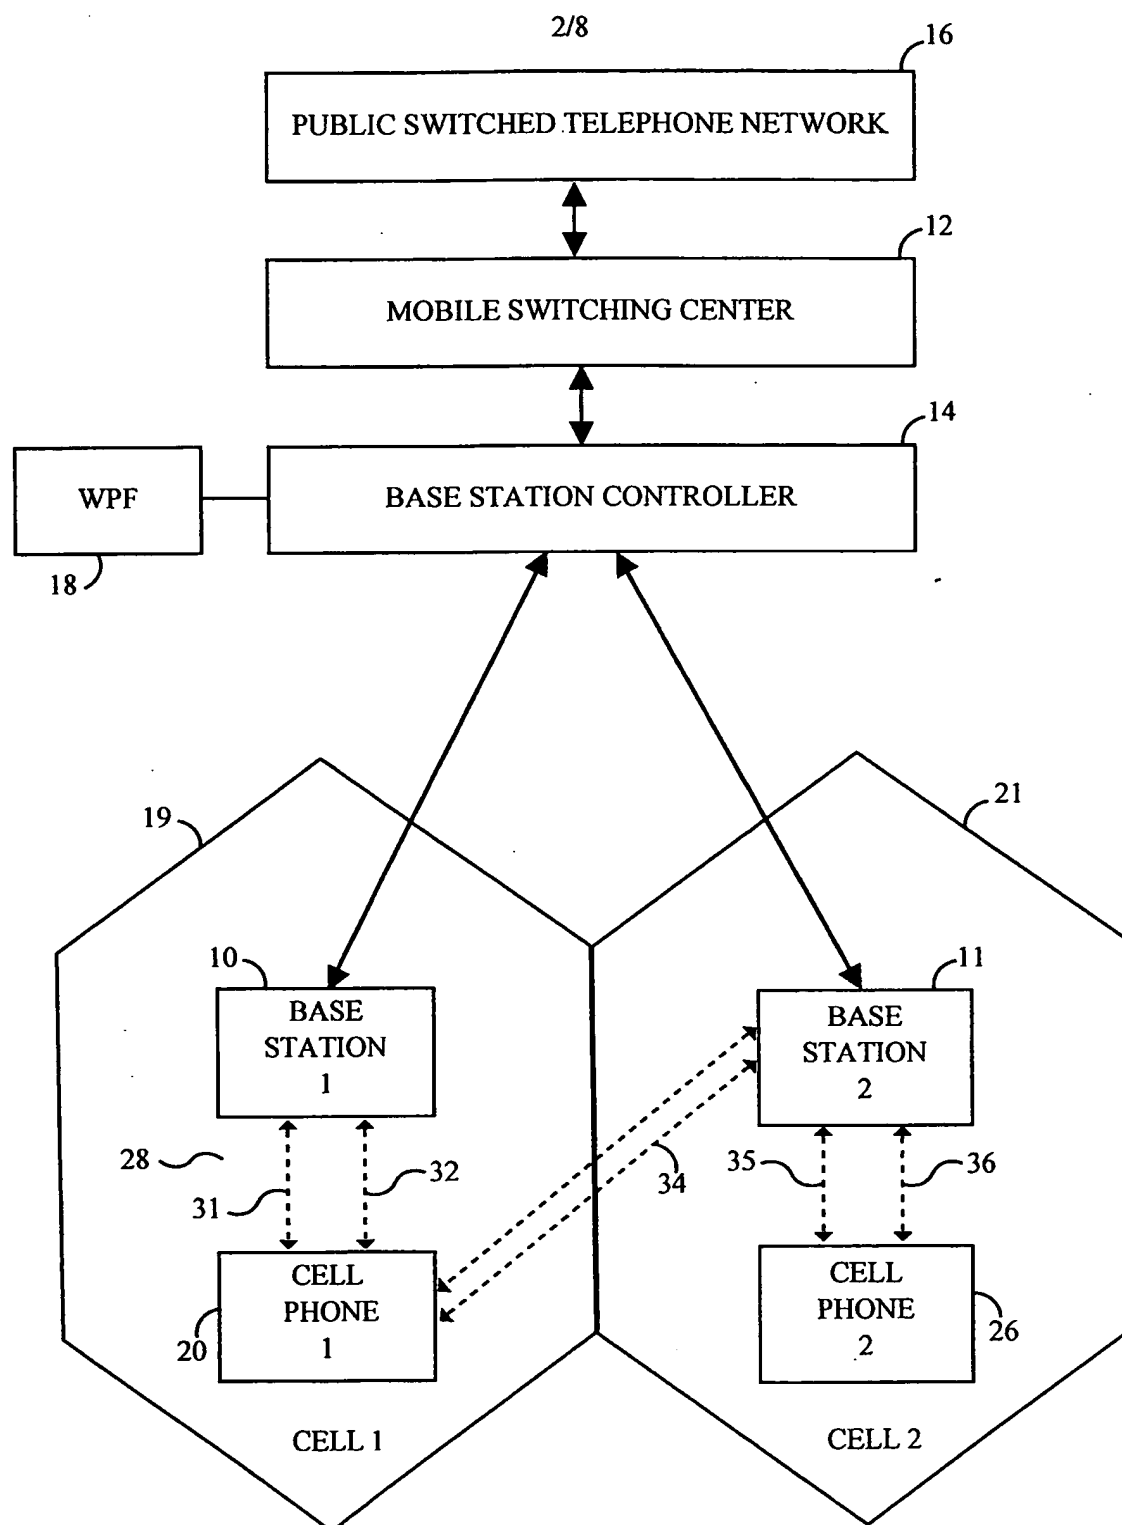 2/8
16
PUBLIC SWITCHED TELEPHONE NETWORK
12
MOBILE SWITCHING CENTER
14
WPF
BASE STATION CONTROLLER
18
19
21
10
BASE
STATION
1
11
BASE
STATION
2
28
31
32
34
35
36
CELL
PHONE
1
20
CELL
PHONE
2
26
CELL 1
CELL 2